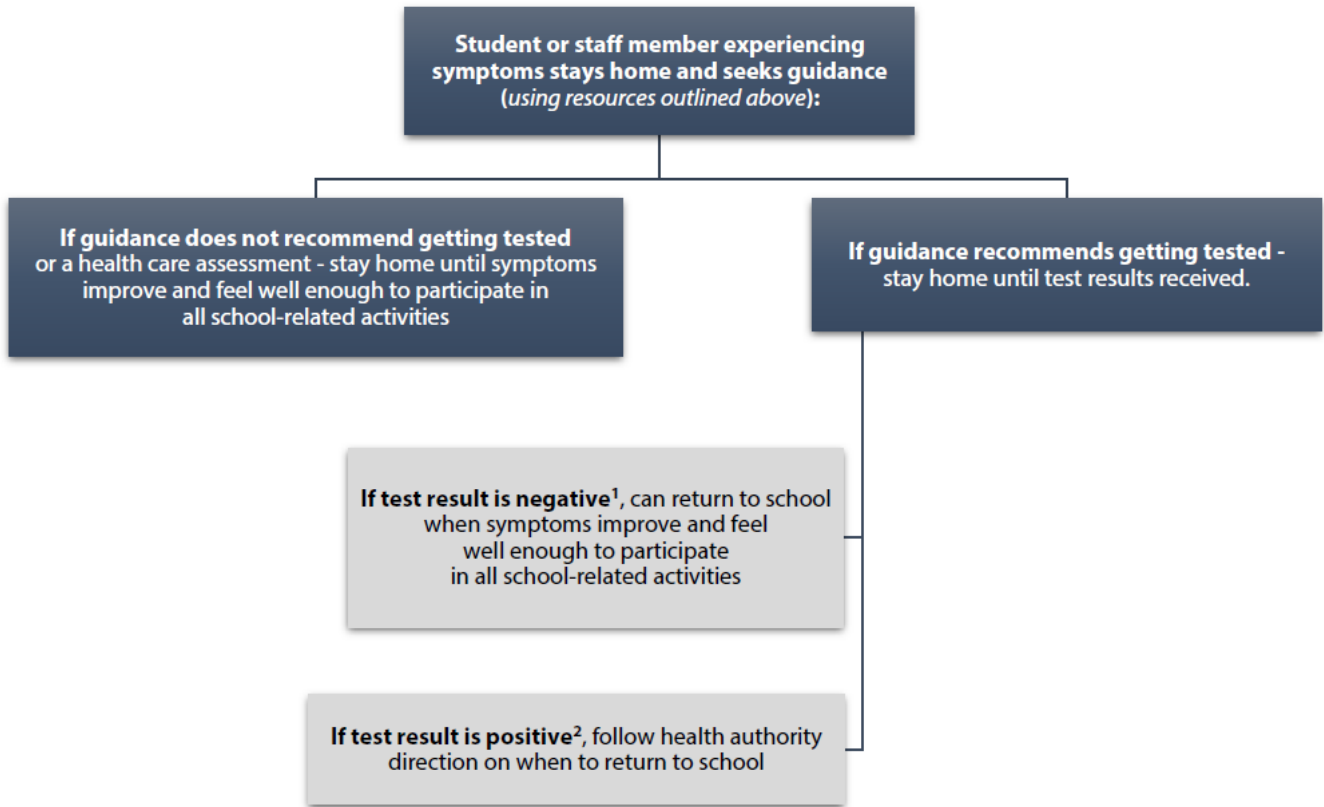 Student or staff member experiencing
symptoms stays home and seeks guidance
(using resources outlined above):
If guidance does not recommend getting tested
or a health care assessment - stay home until symptoms
improve and feel well enough to participate in
all school-related activities
If guidance recommends getting tested -
stay home until test results received.
If test result is negative¹, can return to school
when symptoms improve and feel
well enough to participate
in all school-related activities
If test result is positive², follow health authority
direction on when to return to school